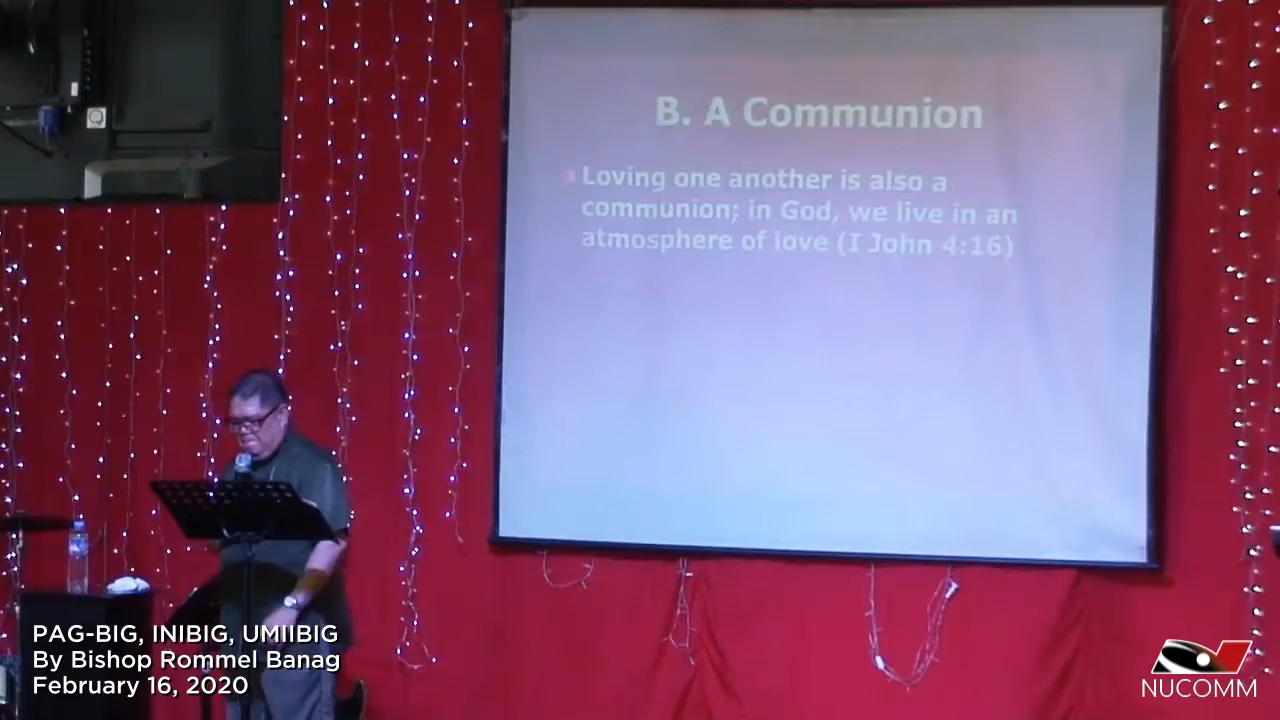 B. A Communion
Loving one another is also a
communion; in God, we live in an
atmosphere of love (I John 4:16)
PAG-BIG, INIBIG, UMIIBIG
By Bishop Rommel Banag
February 16, 2020
NUCOMM